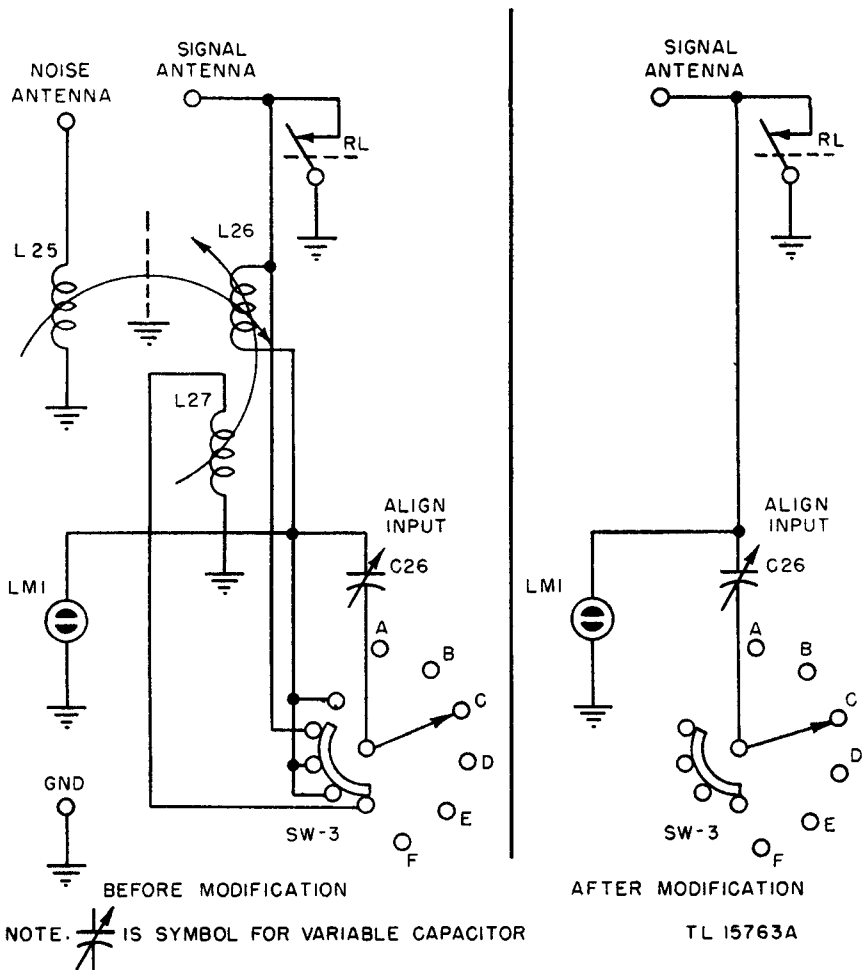 NOISE
ANTENNA
SIGNAL
ANTENNA
RL
L25
L26
L27
ALIGN
INPUT
C26
LM1
A
B
C
D
E
F
GND
SW-3
BEFORE MODIFICATION
SIGNAL
ANTENNA
RL
ALIGN
INPUT
C26
LM1
A
B
C
D
E
F
SW-3
AFTER MODIFICATION
NOTE. IS SYMBOL FOR VARIABLE CAPACITOR
TL 15763A